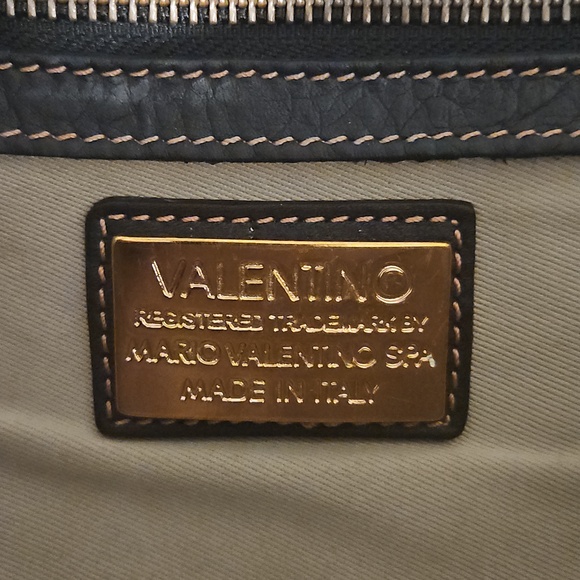 VALENTINO©
REGISTERED TRADEMARK BY
MARIO VALENTINO SPA
MADE IN ITALY